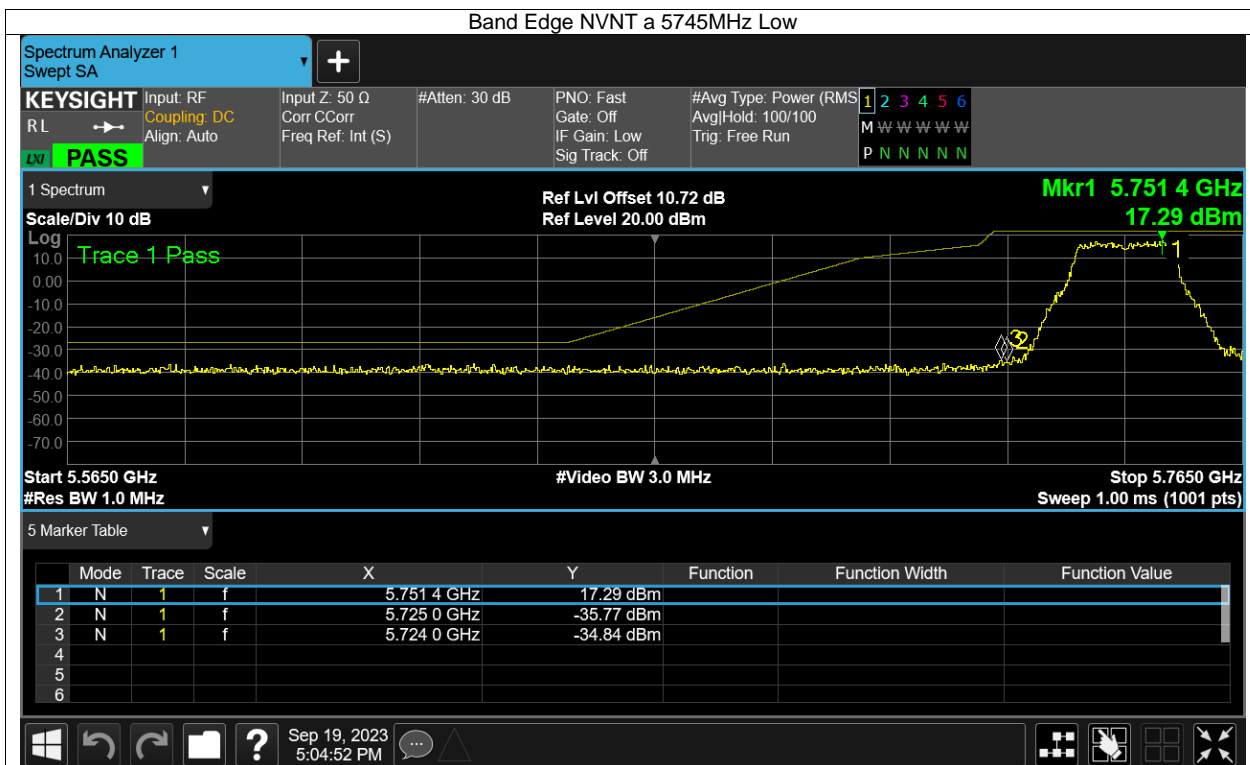 Band Edge NVNT a 5745MHz Low
Spectrum Analyzer 1
Swept SA
KEYSIGHT Input: RF Input Z: 50 Ω #Atten: 30 dB PNO: Fast #Avg Type: Power (RMS 1 2 3 4 5 6
R L Coupling: DC Corr CCorr Gate: Off Avg|Hold: 100/100 M W W W W W
Align: Auto Freq Ref: Int (S) IF Gain: Low Trig: Free Run
LXI PASS Sig Track: Off P N N N N N
1 Spectrum Ref Lvl Offset 10.72 dB Mkr1 5.751 4 GHz
Scale/Div 10 dB Ref Level 20.00 dBm 17.29 dBm
Log
Trace 1 Pass
10.0
0.00
-10.0
-20.0
-30.0
-40.0
-50.0
-60.0
-70.0
1
3 2
Start 5.5650 GHz #Video BW 3.0 MHz Stop 5.7650 GHz
#Res BW 1.0 MHz Sweep 1.00 ms (1001 pts)
5 Marker Table
Mode Trace Scale X Y Function Function Width Function Value
1 N 1 f 5.751 4 GHz 17.29 dBm
2 N 1 f 5.725 0 GHz -35.77 dBm
3 N 1 f 5.724 0 GHz -34.84 dBm
4
5
6
? Sep 19, 2023
5:04:52 PM